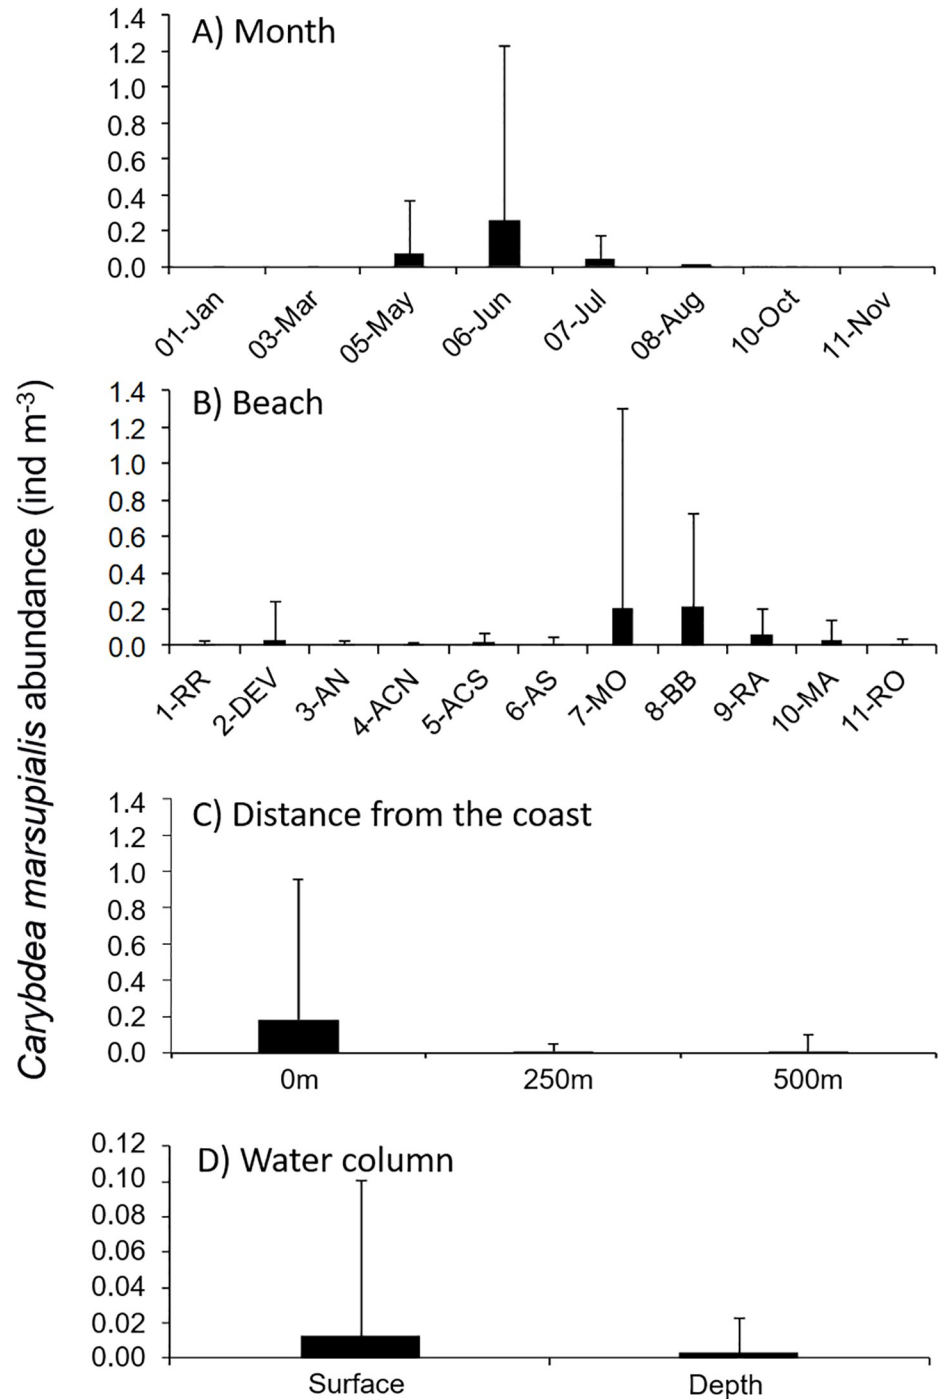 Carybdea marsupialis abundance (ind m-3)
A) Month
1.4
1.2
1.0
0.8
0.6
0.4
0.2
0.0
01-Jan
03-Mar
05-May
06-Jun
07-Jul
08-Aug
10-Oct
11-Nov
B) Beach
1.4
1.2
1.0
0.8
0.6
0.4
0.2
0.0
1-RR
2-DEV
3-AN
4-ACN
5-ACS
6-AS
7-MO
8-BB
9-RA
10-MA
11-RO
C) Distance from the coast
1.4
1.2
1.0
0.8
0.6
0.4
0.2
0.0
0m
250m
500m
D) Water column
0.12
0.10
0.08
0.06
0.04
0.02
0.00
Surface
Depth